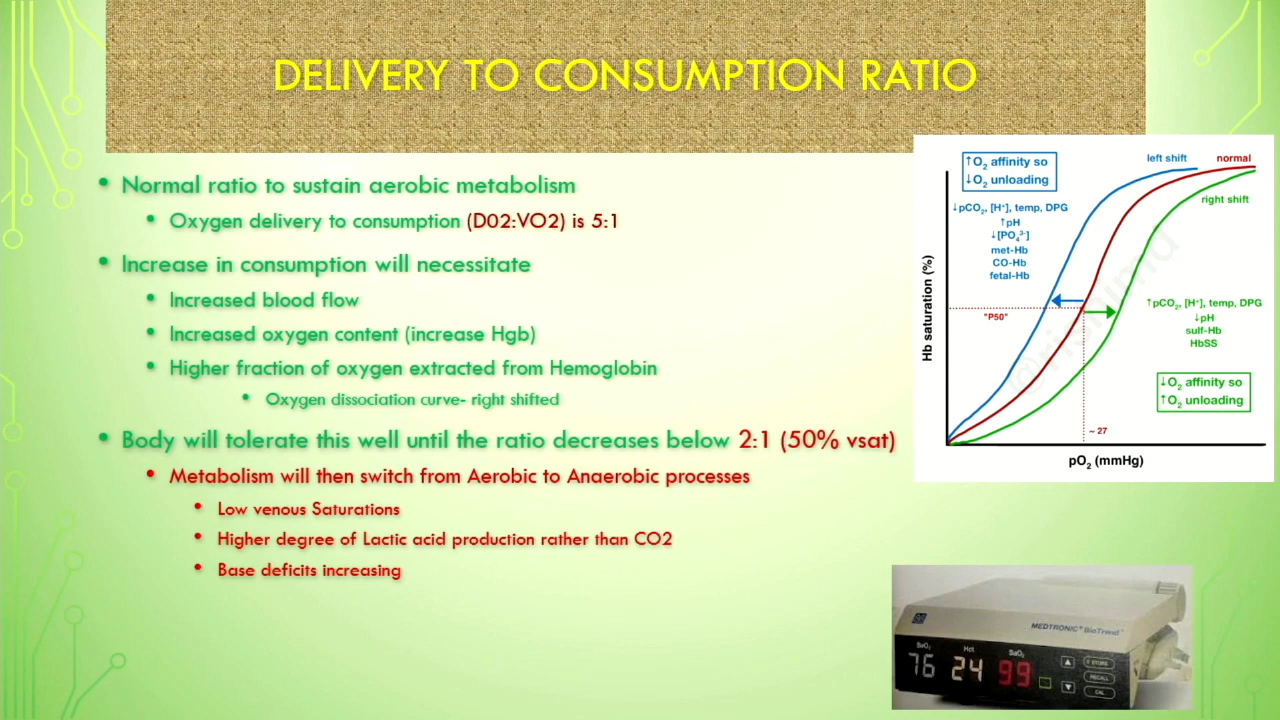 DELIVERY TO CONSUMPTION RATIO
• Normal ratio to sustain aerobic metabolism
• Oxygen delivery to consumption (D02:VO2) is 5:1
• Increase in consumption will necessitate
• Increased blood flow
• Increased oxygen content (increase Hgb)
• Higher fraction of oxygen extracted from Hemoglobin
• Oxygen dissociation curve- right shifted
• Body will tolerate this well until the ratio decreases below 2:1 (50% vsat)
• Metabolism will then switch from Aerobic to Anaerobic processes
• Low venous Saturations
• Higher degree of Lactic acid production rather than CO2
• Base deficits increasing
↑O₂ affinity so
↓O₂ unloading
left shift
normal
right shift
↓pCO₂, [H⁺], temp, DPG
↑pH
↓[PO₄³⁻]
met-Hb
CO-Hb
fetal-Hb
"P50"
↑pCO₂, [H⁺], temp, DPG
↓pH
sulf-Hb
HbSS
↓O₂ affinity so
↑O₂ unloading
~ 27
Hb saturation (%)
pO₂ (mmHg)
MEDTRONIC® BioTrend™
Hct
76 24 99
STORE
RECALL
CAL